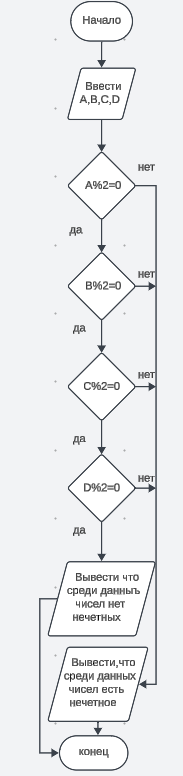 Начало
Ввести
A,B,C,D
A%2=0
нет
да
B%2=0
нет
да
C%2=0
нет
да
D%2=0
нет
да
Вывести что
среди данныъ
чисел нет
нечетных
Вывести,что
среди данных
чисел есть
нечетное
конец